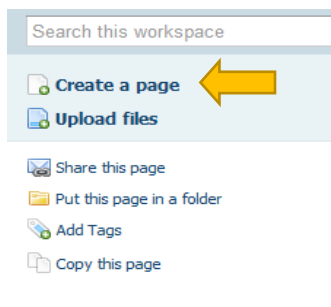 Search this workspace
Create a page
Upload files
Share this page
Put this page in a folder
Add Tags
Copy this page